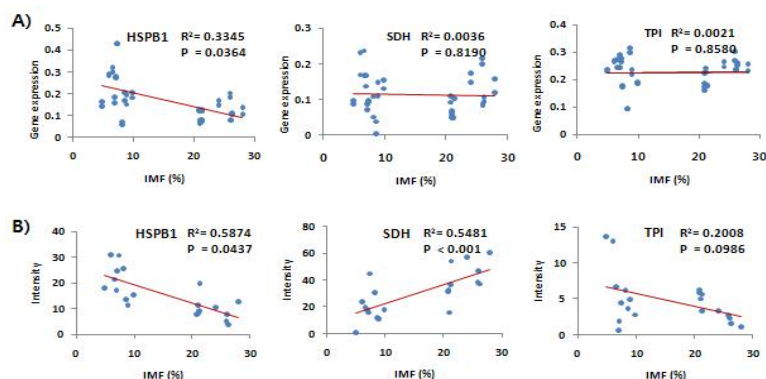 A)
HSPB1 R²= 0.3345
P = 0.0364
Gene expression
0.5
0.4
0.3
0.2
0.1
0
0 10 20 30
IMF (%)
SDH R²= 0.0036
P = 0.8190
Gene expression
0.3
0.2
0.1
0
0 10 20 30
IMF (%)
TPI R²= 0.0021
P = 0.8580
Gene expression
0.4
0.3
0.2
0.1
0
0 10 20 30
IMF (%)
B)
HSPB1 R²= 0.5874
P = 0.0437
Intensity
40
30
20
10
0
0 10 20 30
IMF (%)
SDH R²= 0.5481
P < 0.001
Intensity
80
60
40
20
0
0 10 20 30
IMF (%)
TPI R²= 0.2008
P = 0.0986
Intensity
15
10
5
0
0 10 20 30
IMF (%)